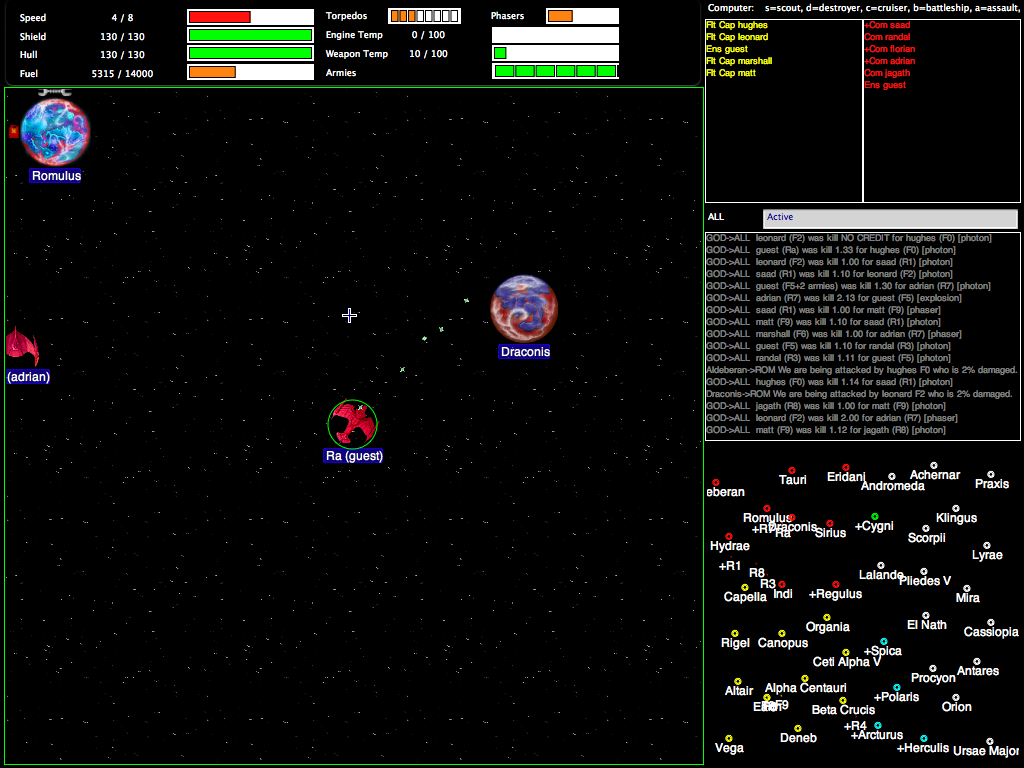 Speed 4 / 8
Shield 130 / 130
Hull 130 / 130
Fuel 5315 / 14000
Torpedos
Engine Temp 0 / 100
Weapon Temp 10 / 100
Armies
Phasers
Computer: s=scout, d=destroyer, c=cruiser, b=battleship, a=assault,
Flt Cap hughes
Flt Cap leonard
Ens guest
Flt Cap marshall
Flt Cap matt
+Com saad
Com randal
+Com florian
+Com adrian
Com jagath
Ens guest
ALL
Active
GOD->ALL leonard (F2) was kill NO CREDIT for hughes (F0) [photon]
GOD->ALL guest (Ra) was kill 1.33 for hughes (F0) [photon]
GOD->ALL leonard (F2) was kill 1.00 for saad (R1) [photon]
GOD->ALL saad (R1) was kill 1.10 for leonard (F2) [photon]
GOD->ALL guest (F5+2 armies) was kill 1.30 for adrian (R7) [photon]
GOD->ALL adrian (R7) was kill 2.13 for guest (F5) [explosion]
GOD->ALL saad (R1) was kill 1.00 for matt (F9) [phaser]
GOD->ALL matt (F9) was kill 1.10 for saad (R1) [photon]
GOD->ALL marshall (F6) was kill 1.00 for adrian (R7) [phaser]
GOD->ALL guest (F5) was kill 1.10 for randal (R3) [photon]
GOD->ALL randal (R3) was kill 1.11 for guest (F5) [photon]
Aldeberan->ROM We are being attacked by hughes F0 who is 2% damaged.
GOD->ALL hughes (F0) was kill 1.14 for saad (R1) [photon]
Draconis->ROM We are being attacked by leonard F2 who is 2% damaged.
GOD->ALL jagath (R8) was kill 1.00 for matt (F9) [photon]
GOD->ALL leonard (F2) was kill 2.00 for adrian (R7) [phaser]
GOD->ALL matt (F9) was kill 1.12 for jagath (R8) [photon]
Romulus
Draconis
(adrian)
Ra (guest)
eberan
Tauri
Eridani
Andromeda
Achernar
Praxis
Romulus
Draconis
Ra
Sirius
+Cygni
Klingus
Scorpii
Hydrae
Lyrae
+R1
R8
R3
Capella
Indi
+Regulus
Lalande
Pliedes V
Mira
Organia
El Nath
Cassiopia
Rigel
Canopus
+Spica
Ceti Alpha V
Procyon
Antares
Altair
Alpha Centauri
+Polaris
Beta Crucis
Orion
+R4
+Arcturus
Vega
Deneb
+Herculis
Ursae Major